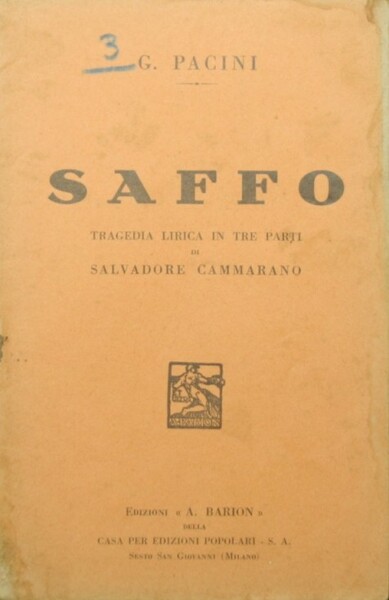 3
G. PACINI
SAFFO
TRAGEDIA LIRICA IN TRE PARTI
DI
SALVADORE CAMMARANO
EDIZIONI « A. BARION »
DELLA
CASA PER EDIZIONI POPOLARI - S. A.
SESTO SAN GIOVANNI (MILANO)